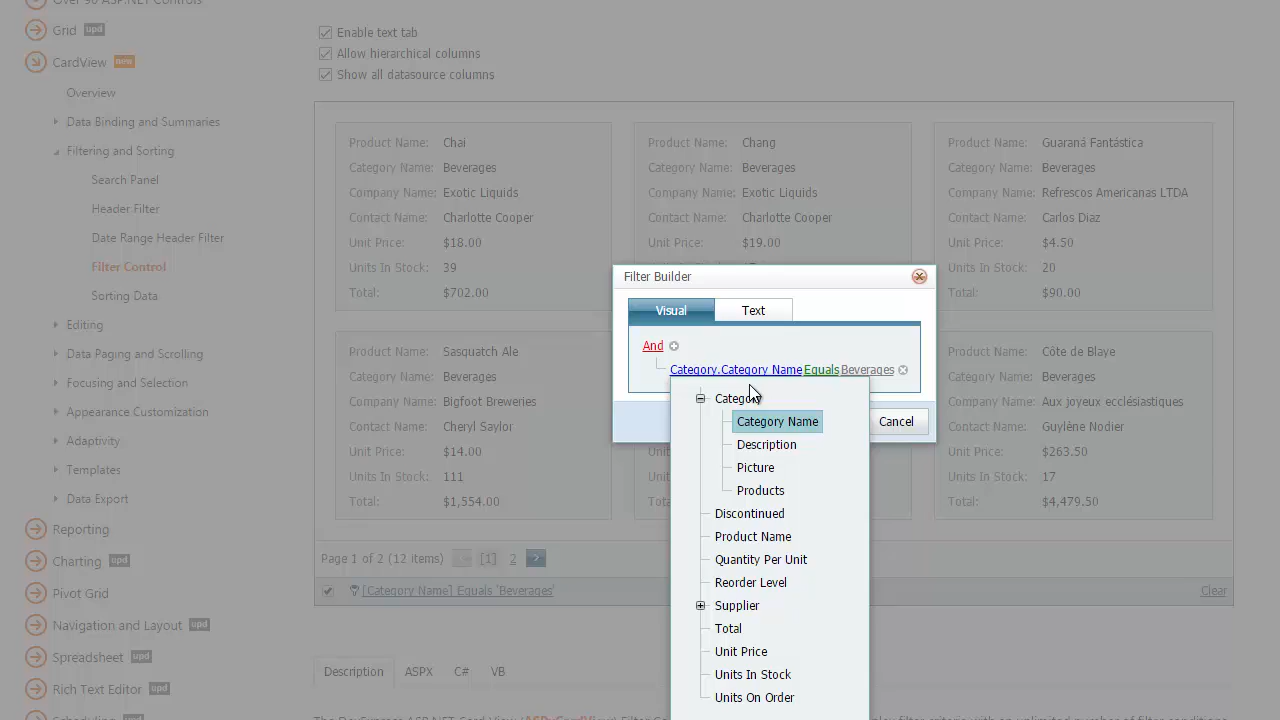 Over 90 ASP.NET Controls
Grid upd
CardView new
Overview
Data Binding and Summaries
Filtering and Sorting
Search Panel
Header Filter
Date Range Header Filter
Filter Control
Sorting Data
Editing
Data Paging and Scrolling
Focusing and Selection
Appearance Customization
Adaptivity
Templates
Data Export
Reporting
Charting upd
Pivot Grid
Navigation and Layout upd
Spreadsheet upd
Rich Text Editor upd
Scheduling
Enable text tab
Allow hierarchical columns
Show all datasource columns
Product Name: Chai
Category Name: Beverages
Company Name: Exotic Liquids
Contact Name: Charlotte Cooper
Unit Price: $18.00
Units In Stock: 39
Total: $702.00
Product Name: Chang
Category Name: Beverages
Company Name: Exotic Liquids
Contact Name: Charlotte Cooper
Unit Price: $19.00
Product Name: Guaraná Fantástica
Category Name: Beverages
Company Name: Refrescos Americanas LTDA
Contact Name: Carlos Diaz
Unit Price: $4.50
Units In Stock: 20
Total: $90.00
Product Name: Sasquatch Ale
Category Name: Beverages
Company Name: Bigfoot Breweries
Contact Name: Cheryl Saylor
Unit Price: $14.00
Units In Stock: 111
Total: $1,554.00
Product Name: Côte de Blaye
Category Name: Beverages
Company Name: Aux joyeux ecclésiastiques
Contact Name: Guylène Nodier
Unit Price: $263.50
Units In Stock: 17
Total: $4,479.50
Filter Builder
Visual Text
And
Category.Category Name Equals Beverages
Cancel
Category
Category Name
Description
Picture
Products
Discontinued
Product Name
Quantity Per Unit
Reorder Level
Supplier
Total
Unit Price
Units In Stock
Units On Order
Page 1 of 2 (12 items) [1] 2
[Category Name] Equals 'Beverages' Clear
Description ASPX C# VB